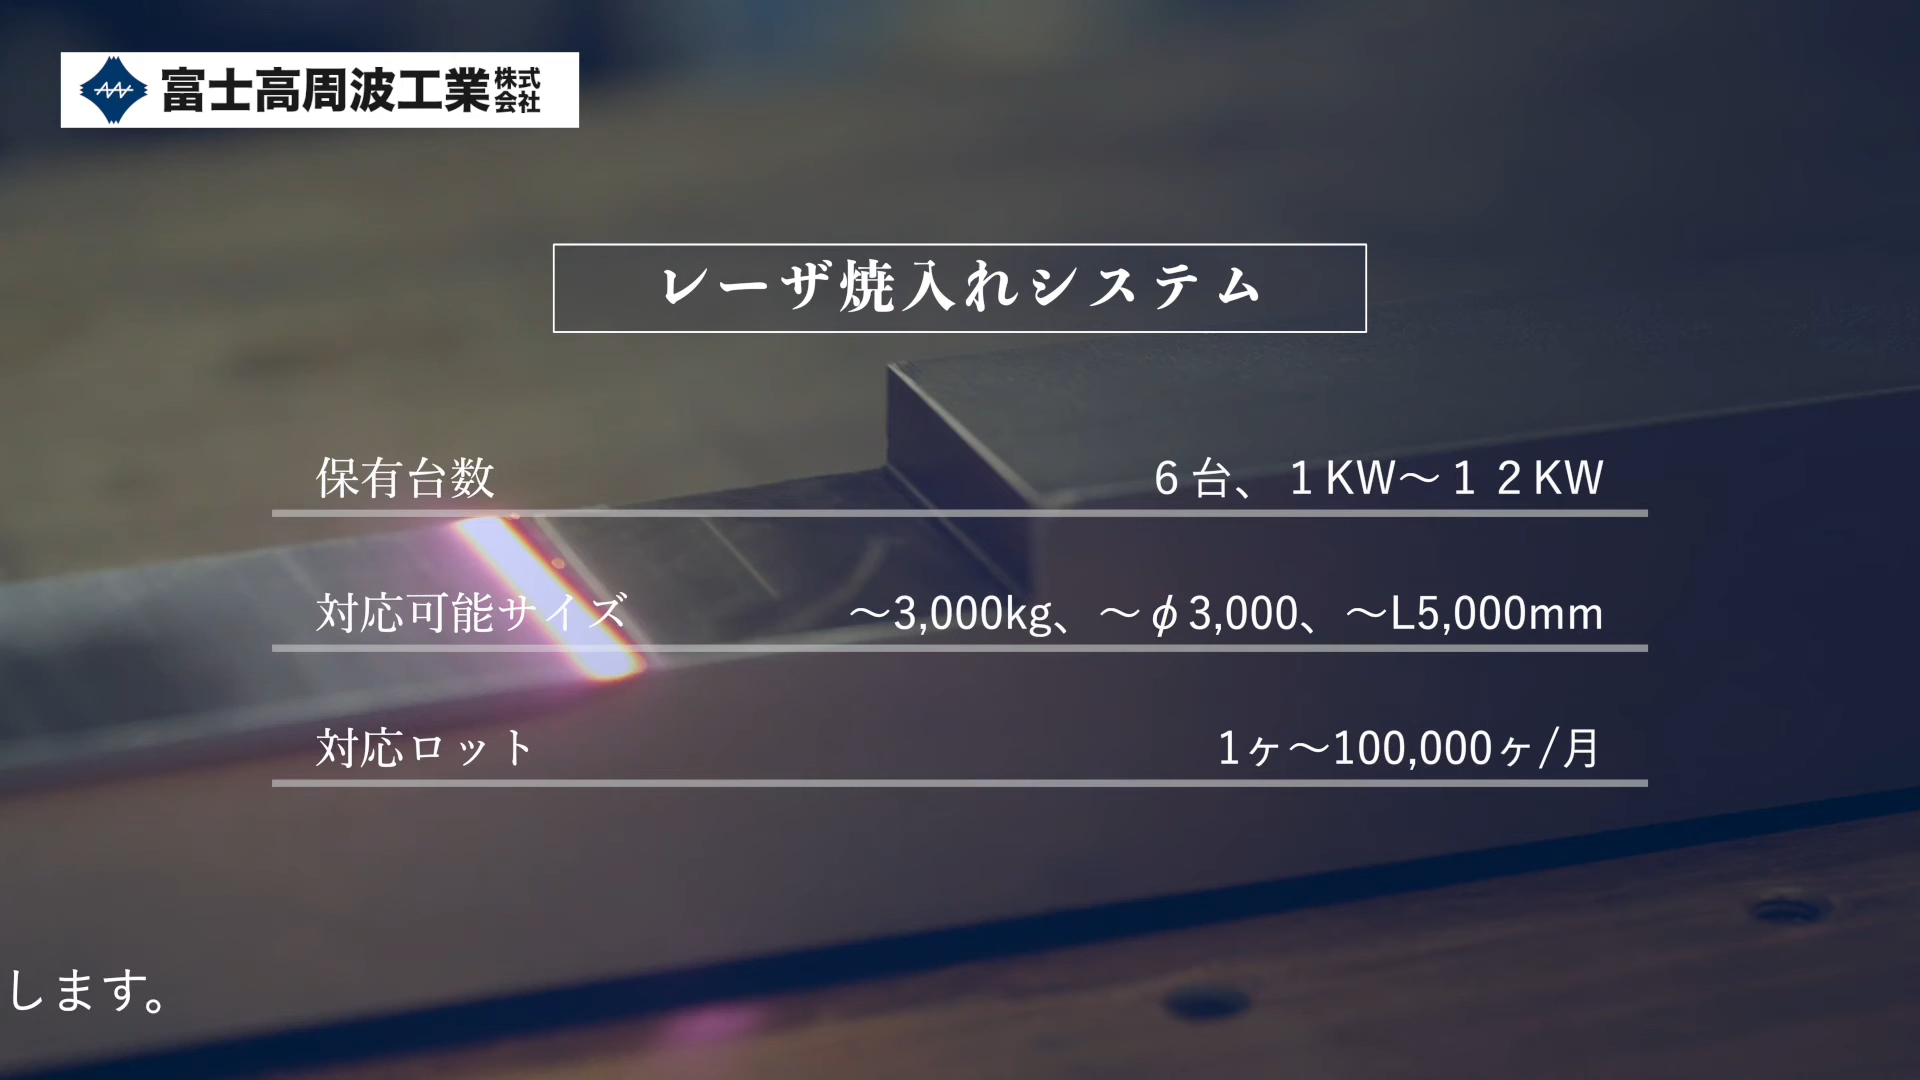 富士高周波工業株式会社
レーザ焼入れシステム
保有台数 6台、1KW〜12KW
対応可能サイズ 〜3,000kg、〜φ3,000、〜L5,000mm
対応ロット 1ヶ〜100,000ヶ/月
します。